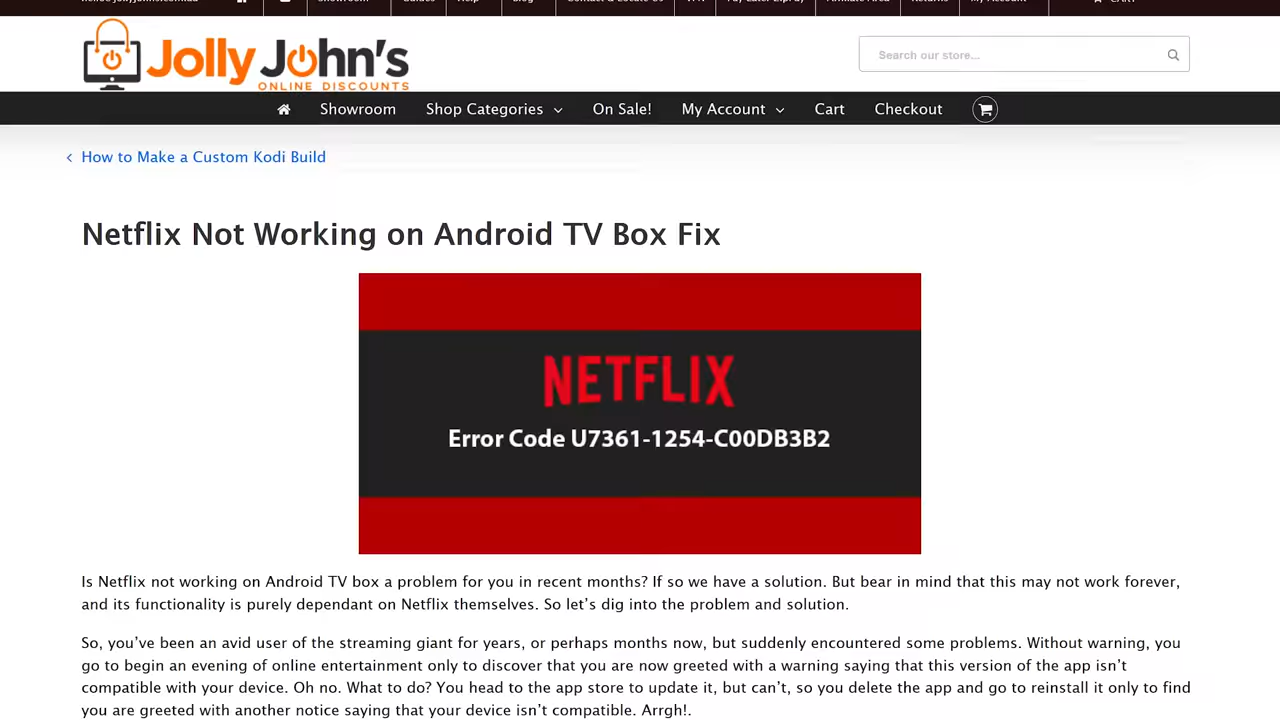 Jolly John's
ONLINE DISCOUNTS
Search our store...
Showroom Shop Categories On Sale! My Account Cart Checkout
How to Make a Custom Kodi Build
Netflix Not Working on Android TV Box Fix
NETFLIX
Error Code U7361-1254-C00DB3B2
Is Netflix not working on Android TV box a problem for you in recent months? If so we have a solution. But bear in mind that this may not work forever,
and its functionality is purely dependant on Netflix themselves. So let’s dig into the problem and solution.
So, you’ve been an avid user of the streaming giant for years, or perhaps months now, but suddenly encountered some problems. Without warning, you
go to begin an evening of online entertainment only to discover that you are now greeted with a warning saying that this version of the app isn’t
compatible with your device. Oh no. What to do? You head to the app store to update it, but can’t, so you delete the app and go to reinstall it only to find
you are greeted with another notice saying that your device isn’t compatible. Arrgh!.